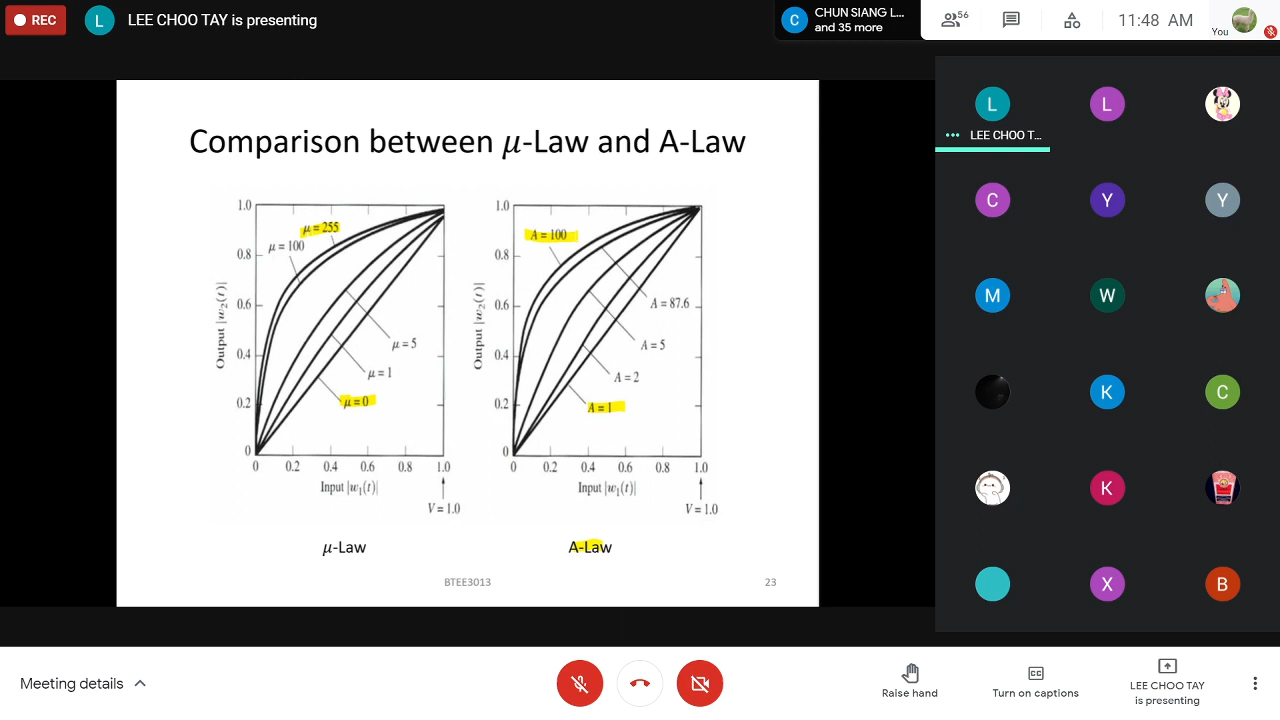 REC
L
LEE CHOO TAY is presenting
C
CHUN SIANG L...
and 35 more
56
11:48 AM
You
Comparison between μ-Law and A-Law
1.0
0.8
0.6
0.4
0.2
0
Output |w₂(t)|
μ = 255
μ = 100
μ = 5
μ = 1
μ = 0
0 0.2 0.4 0.6 0.8 1.0
Input |w₁(t)|
V = 1.0
μ-Law
1.0
0.8
0.6
0.4
0.2
0
Output |w₂(t)|
A = 100
A = 87.6
A = 5
A = 2
A = 1
0 0.2 0.4 0.6 0.8 1.0
Input |w₁(t)|
V = 1.0
A-Law
BTEE3013
23
L
LEE CHOO T...
L
C
Y
Y
M
W
K
C
K
X
B
Meeting details
Raise hand
CC
Turn on captions
LEE CHOO TAY
is presenting